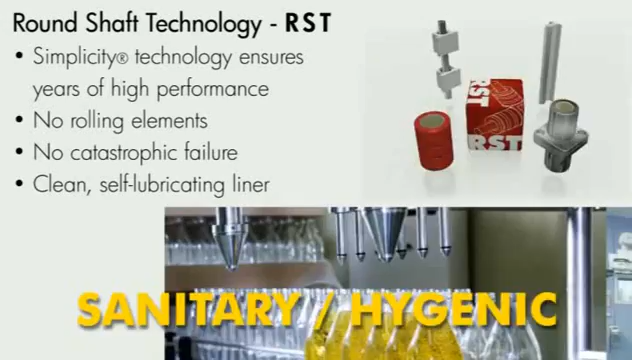 Round Shaft Technology - RST
• Simplicity® technology ensures
years of high performance
• No rolling elements
• No catastrophic failure
• Clean, self-lubricating liner
RST
RST
SANITARY / HYGENIC